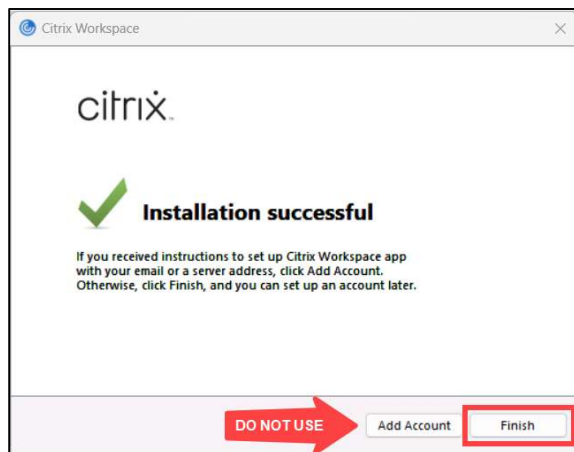 Citrix Workspace
citrix™
Installation successful
If you received instructions to set up Citrix Workspace app
with your email or a server address, click Add Account.
Otherwise, click Finish, and you can set up an account later.
DO NOT USE
Add Account
Finish